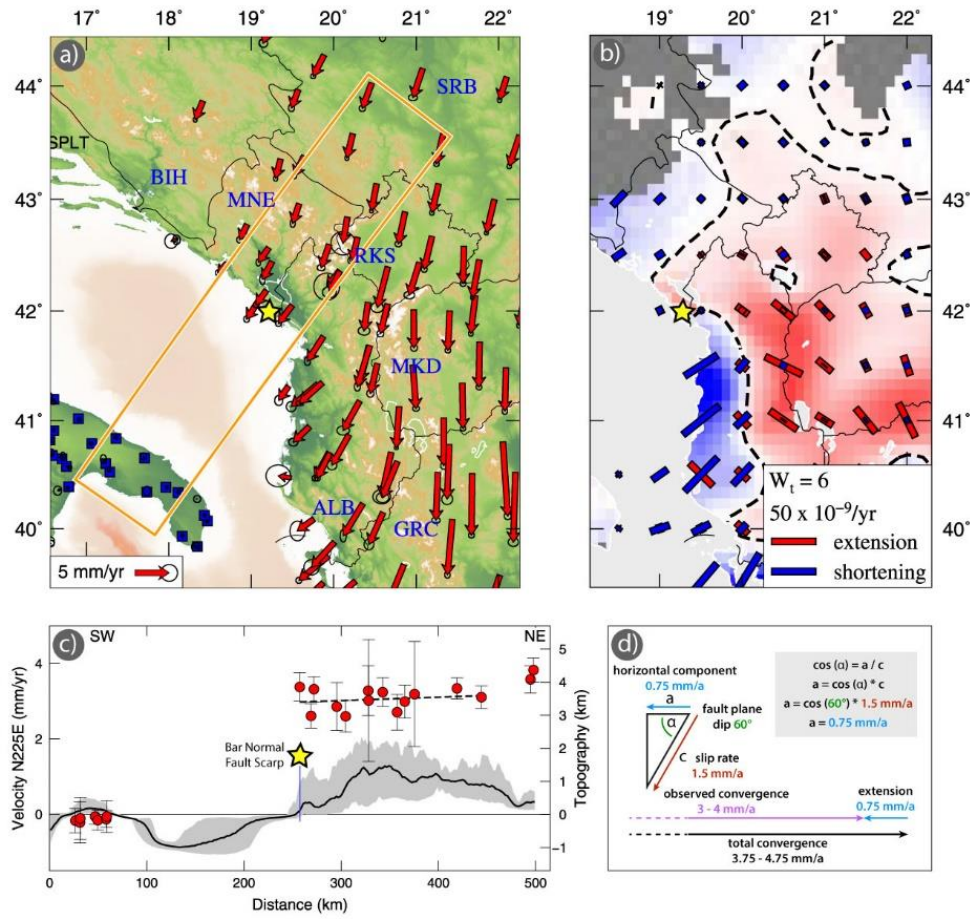 17° 18° 19° 20° 21° 22°
a)
44°
43°
42°
41°
40°
SPLT
BIH
MNE
SRB
RKS
MKD
ALB
GRC
5 mm/yr
19° 20° 21° 22°
b)
44°
43°
42°
41°
40°
Wt = 6
50 x 10⁻⁹/yr
extension
shortening
c)
SW
NE
Velocity N225E (mm/yr)
4
2
0
Bar Normal
Fault Scarp
5
4
3
2
1
0
-1
Topography (km)
0 100 200 300 400 500
Distance (km)
d)
horizontal component
0.75 mm/a
a
α
c
fault plane
dip 60°
slip rate
1.5 mm/a
cos (α) = a / c
a = cos (α) * c
a = cos (60°) * 1.5 mm/a
a = 0.75 mm/a
observed convergence
3 - 4 mm/a
extension
0.75 mm/a
total convergence
3.75 - 4.75 mm/a